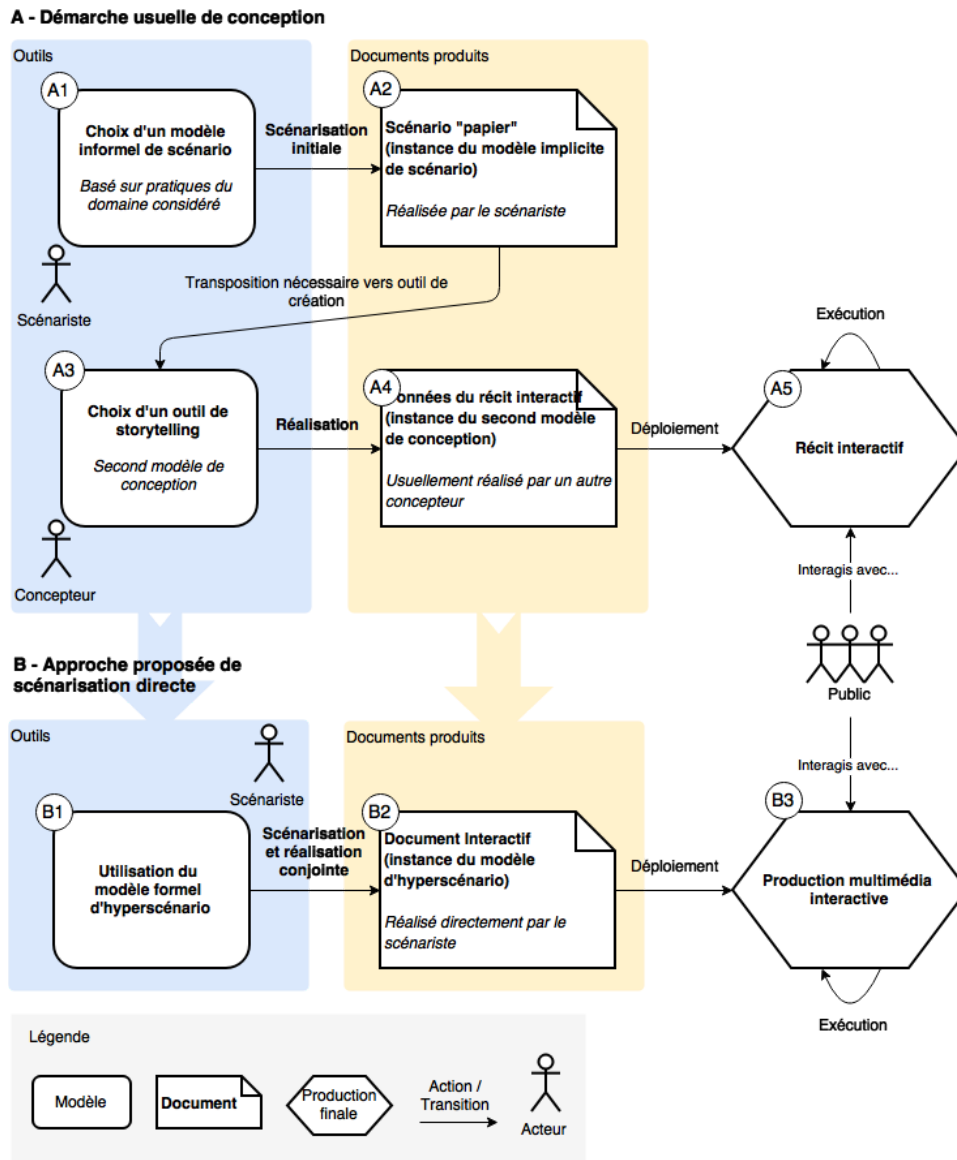 A - Démarche usuelle de conception
Outils
Documents produits
A1
Choix d'un modèle
informel de scénario
Basé sur pratiques du
domaine considéré
Scénarisation
initiale
A2
Scénario "papier"
(instance du modèle implicite
de scénario)
Réalisée par le scénariste
Scénariste
Transposition nécessaire vers outil de
création
A3
Choix d'un outil de
storytelling
Second modèle de
conception
Réalisation
A4
onnées du récit interactif
(instance du second modèle
de conception)
Usuellement réalisé par un autre
concepteur
Déploiement
Exécution
A5
Récit interactif
Concepteur
Interagis avec...
Public
Interagis avec...
B - Approche proposée de
scénarisation directe
Outils
Documents produits
Scénariste
B1
Utilisation du
modèle formel
d'hyperscénario
Scénarisation
et réalisation
conjointe
B2
Document Interactif
(instance du modèle
d'hyperscénario)
Réalisé directement par le
scénariste
Déploiement
B3
Production multimédia
interactive
Exécution
Légende
Modèle
Document
Production
finale
Action /
Transition
Acteur